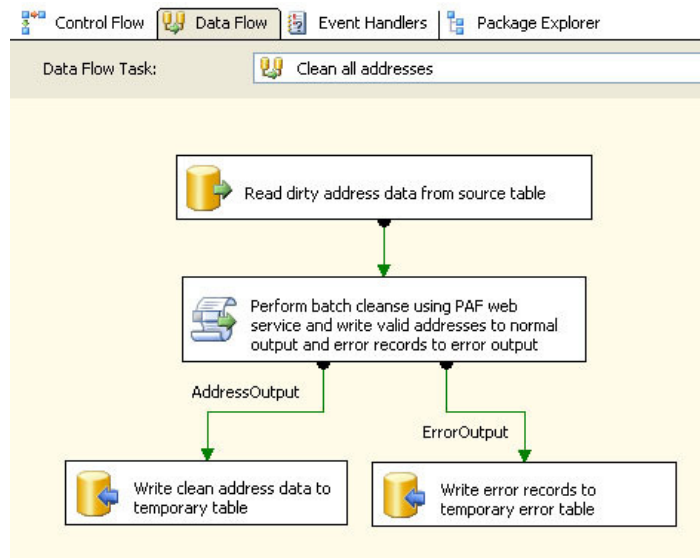 Control Flow Data Flow Event Handlers Package Explorer
Data Flow Task: Clean all addresses
Read dirty address data from source table
Perform batch cleanse using PAF web
service and write valid addresses to normal
output and error records to error output
AddressOutput
ErrorOutput
Write clean address data to
temporary table
Write error records to
temporary error table